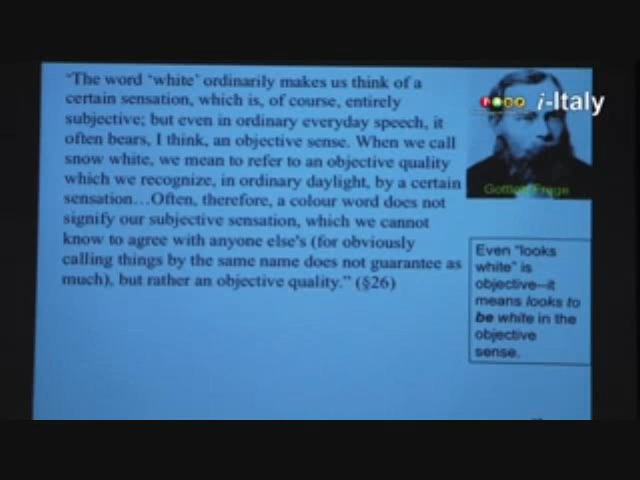 "The word 'white' ordinarily makes us think of a
certain sensation, which is, of course, entirely
subjective; but even in ordinary everyday speech, it
often bears, I think, an objective sense. When we call
snow white, we mean to refer to an objective quality
which we recognize, in ordinary daylight, by a certain
sensation…Often, therefore, a colour word does not
signify our subjective sensation, which we cannot
know to agree with anyone else's (for obviously
calling things by the same name does not guarantee as
much), but rather an objective quality." (§26)
i-Italy
Gottlob Frege
Even "looks
white" is
objective--it
means looks to
be white in the
objective
sense.